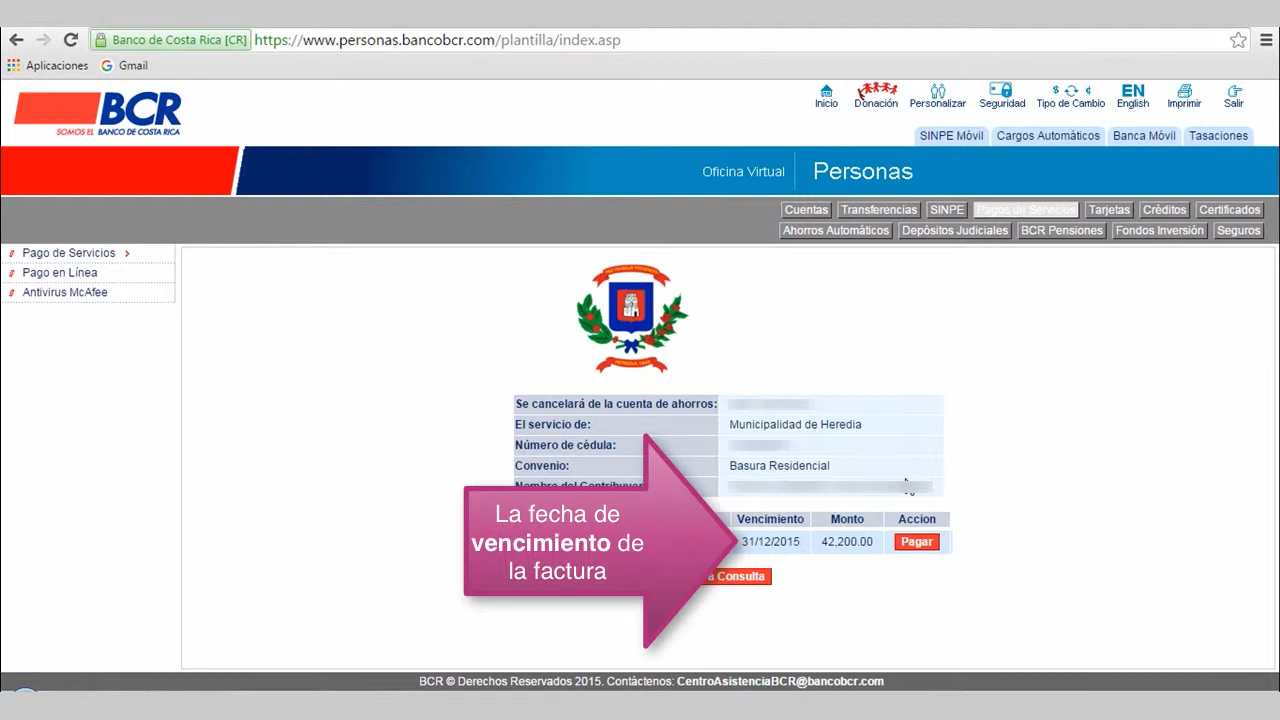 Banco de Costa Rica [CR] https://www.personas.bancobcr.com/plantilla/index.asp
Aplicaciones Gmail
BCR
SOMOS EL BANCO DE COSTA RICA
Inicio Donación Personalizar Seguridad Tipo de Cambio EN English Imprimir Salir
SINPE Móvil Cargos Automáticos Banca Móvil Tasaciones
Oficina Virtual Personas
Cuentas Transferencias SINPE Pagos de Servicios Tarjetas Créditos Certificados
Ahorros Automáticos Depósitos Judiciales BCR Pensiones Fondos Inversión Seguros
Pago de Servicios
Pago en Línea
Antivirus McAfee
Se cancelará de la cuenta de ahorros:
El servicio de: Municipalidad de Heredia
Número de cédula:
Convenio: Basura Residencial
Nombre del
Vencimiento Monto Accion
31/12/2015 42,200.00 Pagar
Consulta
La fecha de
vencimiento de
la factura
BCR © Derechos Reservados 2015. Contáctenos: CentroAsistenciaBCR@bancobcr.com